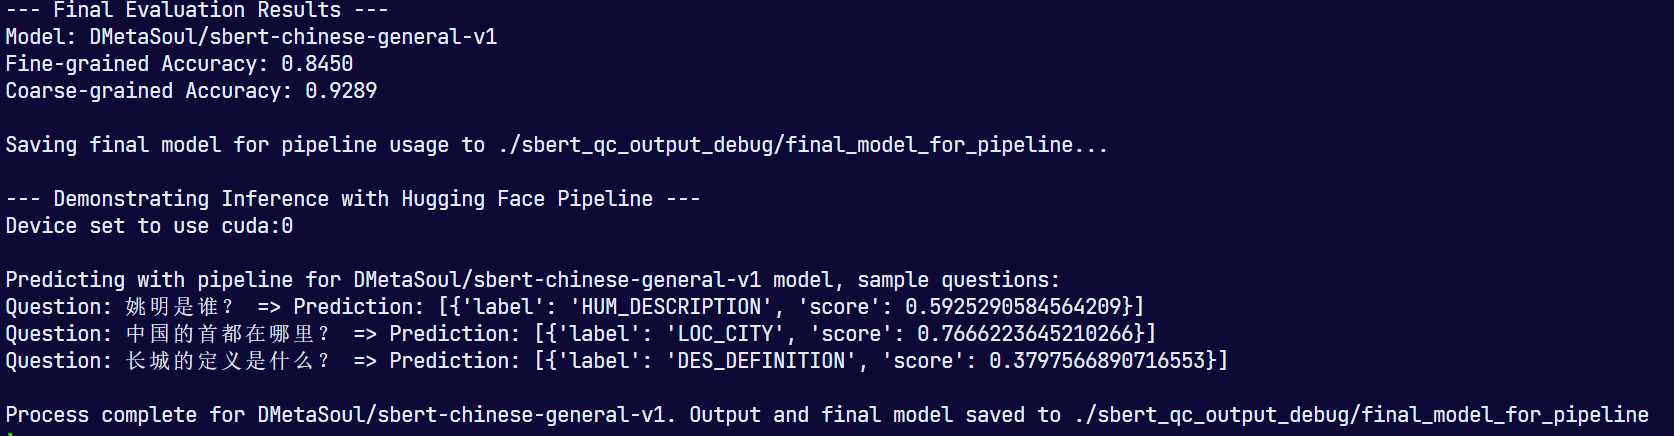 --- Final Evaluation Results ---
Model: DMetaSoul/sbert-chinese-general-v1
Fine-grained Accuracy: 0.8450
Coarse-grained Accuracy: 0.9289
Saving final model for pipeline usage to ./sbert_qc_output_debug/final_model_for_pipeline...
--- Demonstrating Inference with Hugging Face Pipeline ---
Device set to use cuda:0
Predicting with pipeline for DMetaSoul/sbert-chinese-general-v1 model, sample questions:
Question: 姚明是谁？ => Prediction: [{'label': 'HUM_DESCRIPTION', 'score': 0.5925290584564209}]
Question: 中国的首都在哪里？ => Prediction: [{'label': 'LOC_CITY', 'score': 0.7666223645210266}]
Question: 长城的定义是什么？ => Prediction: [{'label': 'DES_DEFINITION', 'score': 0.3797566890716553}]
Process complete for DMetaSoul/sbert-chinese-general-v1. Output and final model saved to ./sbert_qc_output_debug/final_model_for_pipeline